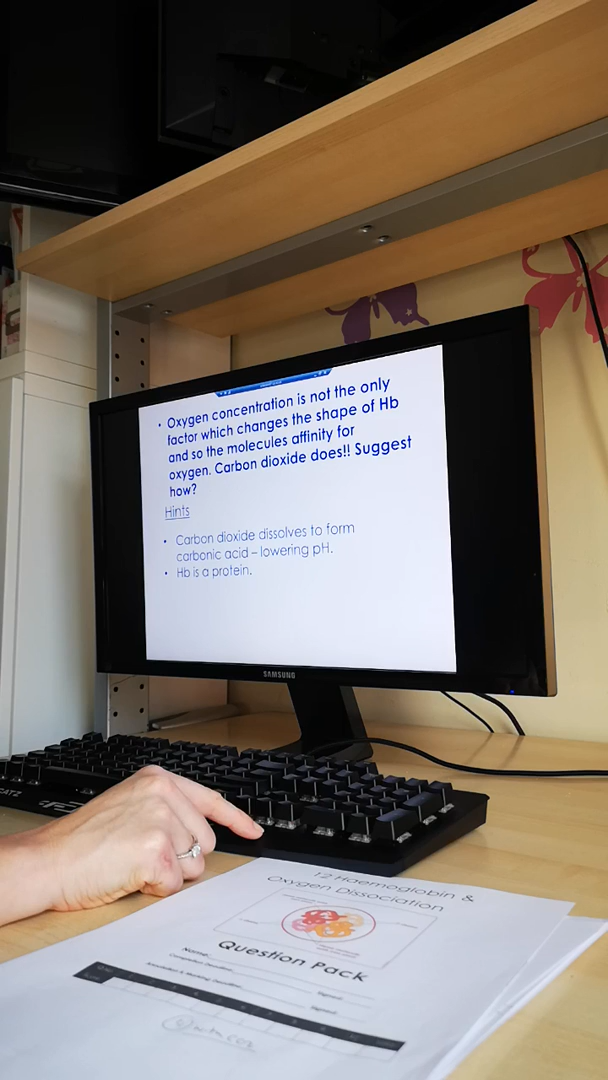 • Oxygen concentration is not the only
factor which changes the shape of Hb
and so the molecules affinity for
oxygen. Carbon dioxide does!! Suggest
how?
Hints
• Carbon dioxide dissolves to form
carbonic acid – lowering pH.
• Hb is a protein.
SAMSUNG
12 Haemoglobin &
Oxygen Dissociation
Question Pack
Name: